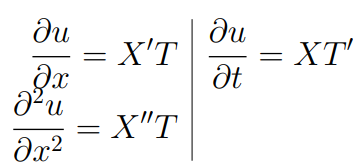 ∂u/∂x = X′T | ∂u/∂t = XT′
∂²u/∂x² = X″T |